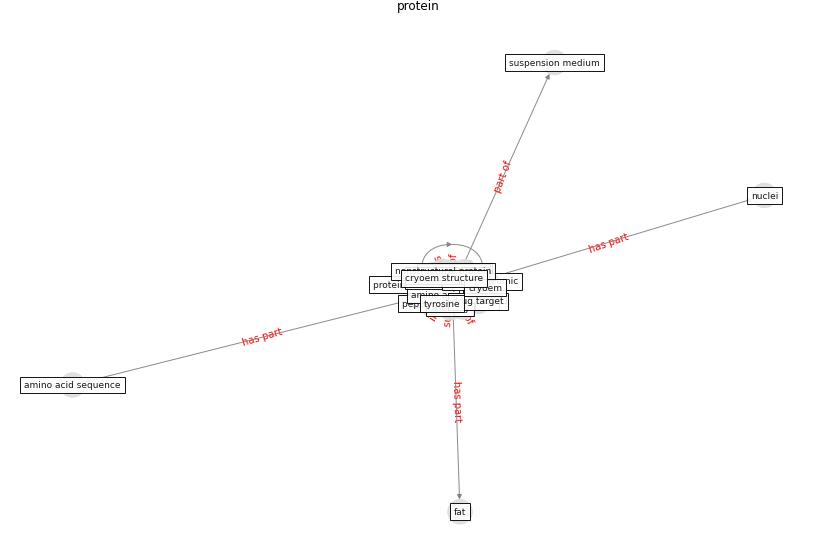 protein
suspension medium
part of
nuclei
has part
nonstructural protein
cryoem structure
protein
cryoem
amino a
ug target
pep
tyrosine
has part
amino acid sequence
has part
fat